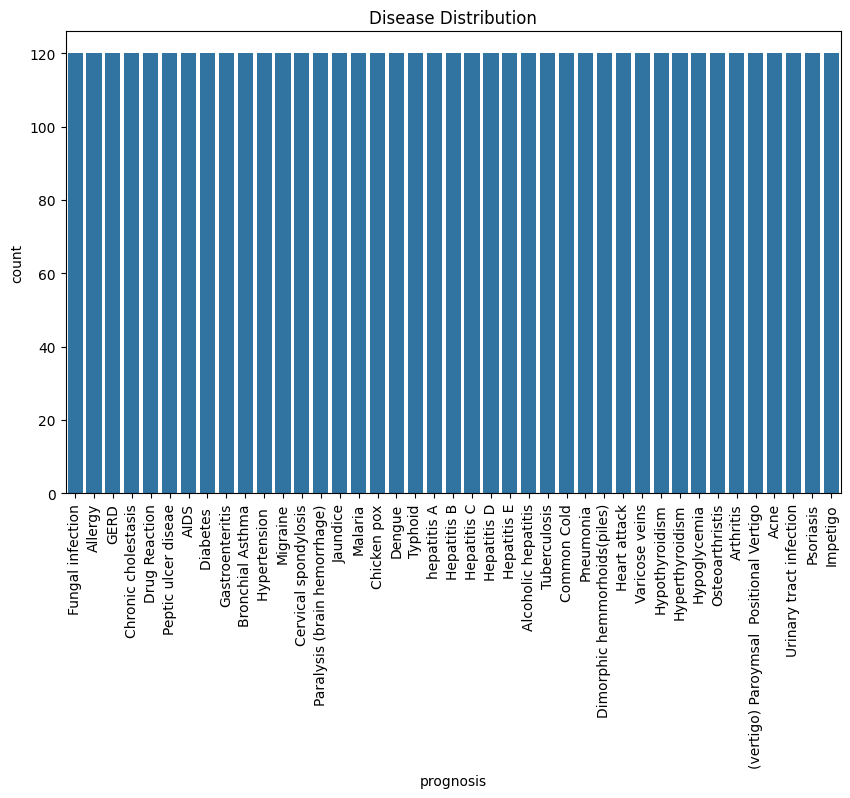 Disease Distribution
count
120
100
80
60
40
20
0
Fungal infection
Allergy
GERD
Chronic cholestasis
Drug Reaction
Peptic ulcer diseae
AIDS
Diabetes
Gastroenteritis
Bronchial Asthma
Hypertension
Migraine
Cervical spondylosis
Paralysis (brain hemorrhage)
Jaundice
Malaria
Chicken pox
Dengue
Typhoid
hepatitis A
Hepatitis B
Hepatitis C
Hepatitis D
Hepatitis E
Alcoholic hepatitis
Tuberculosis
Common Cold
Pneumonia
Dimorphic hemmorhoids(piles)
Heart attack
Varicose veins
Hypothyroidism
Hyperthyroidism
Hypoglycemia
Osteoarthristis
Arthritis
(vertigo) Paroymsal  Positional Vertigo
Acne
Urinary tract infection
Psoriasis
Impetigo
prognosis